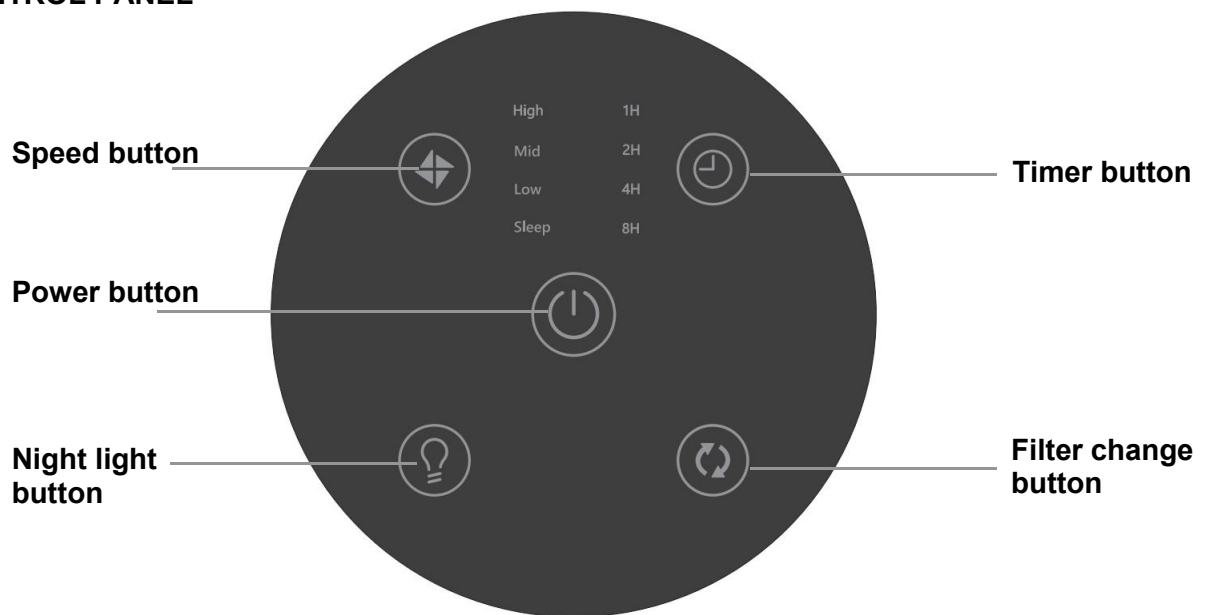 High 1H
Speed button
Mid 2H
Timer button
Low 4H
Sleep 8H
Power button
Night light
button
Filter change
button